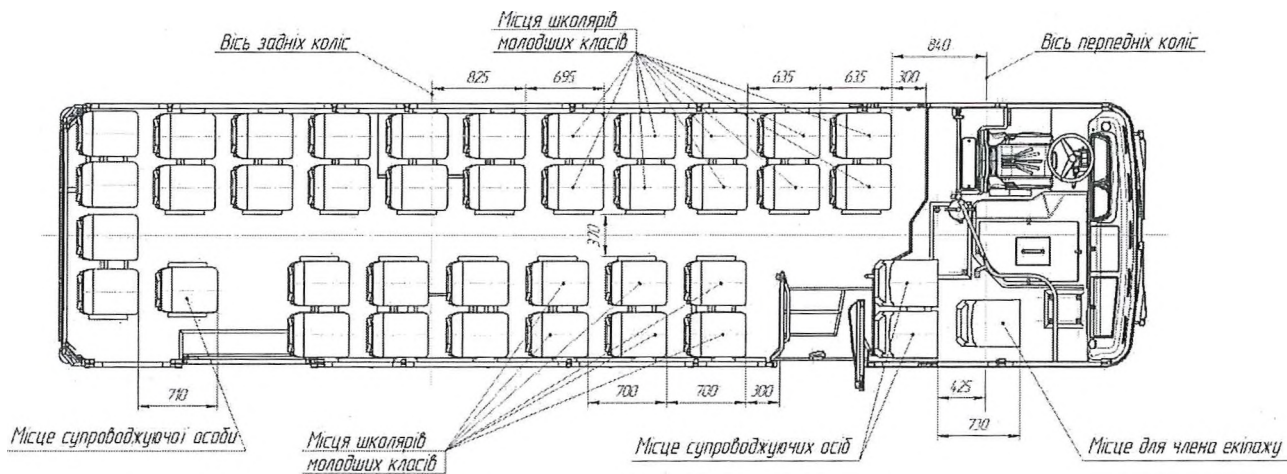 Місця школярів
молодших класів
Вісь задніх коліс
Вісь перпедніх коліс
840
825
695
635
635
300
370
710
700
700
300
425
730
Місце супроводжуючої особи
Місця школярів
молодших класів
Місце супроводжуючих осіб
Місце для члена екіпажу